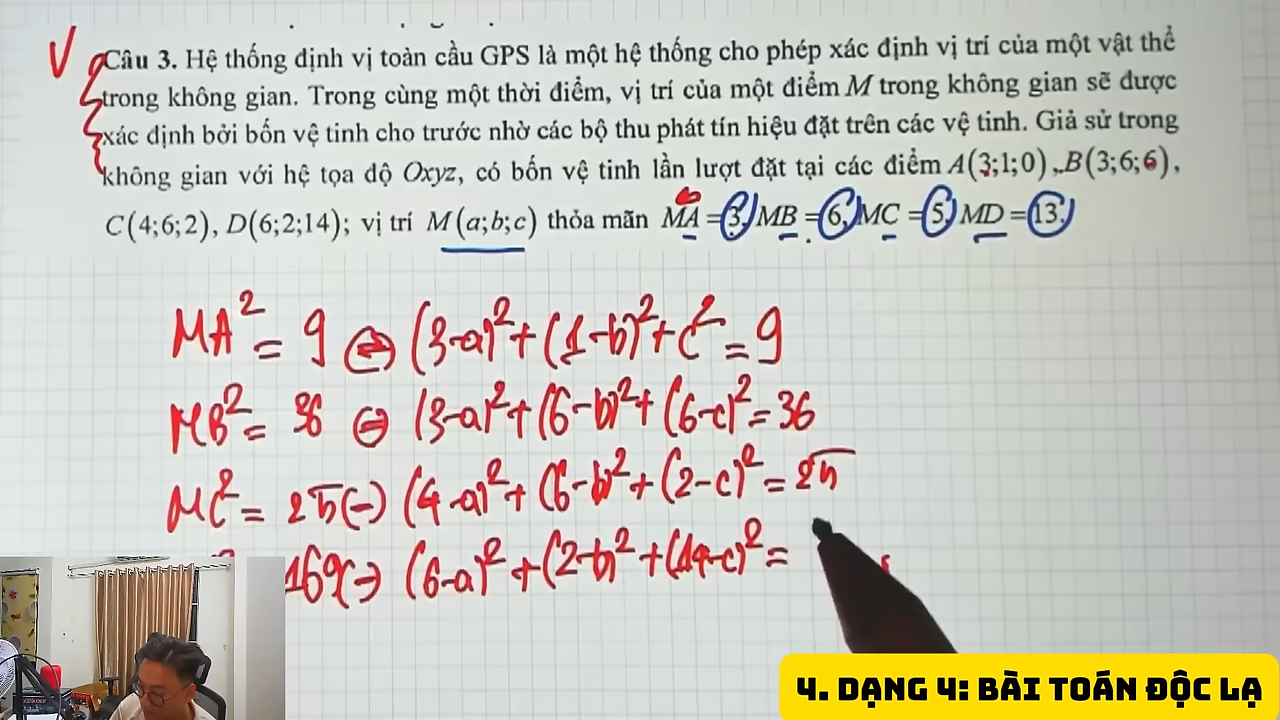 Câu 3. Hệ thống định vị toàn cầu GPS là một hệ thống cho phép xác định vị trí của một vật thể
trong không gian. Trong cùng một thời điểm, vị trí của một điểm M trong không gian sẽ được
xác định bởi bốn vệ tinh cho trước nhờ các bộ thu phát tín hiệu đặt trên các vệ tinh. Giả sử trong
không gian với hệ tọa độ Oxyz, có bốn vệ tinh lần lượt đặt tại các điểm A(3;1;0), B(3;6;6),
C(4;6;2), D(6;2;14); vị trí M(a;b;c) thỏa mãn MA = 3, MB = 6, MC = 5, MD = 13.
MA² = 9 ⇔ (3-a)² + (1-b)² + c² = 9
MB² = 36 ⇔ (3-a)² + (6-b)² + (6-c)² = 36
MC² = 25 (-) (4-a)² + (6-b)² + (2-c)² = 25
169 (-) (6-a)² + (2-b)² + (14-c)² =
4. DẠNG 4: BÀI TOÁN ĐỘC LẠ